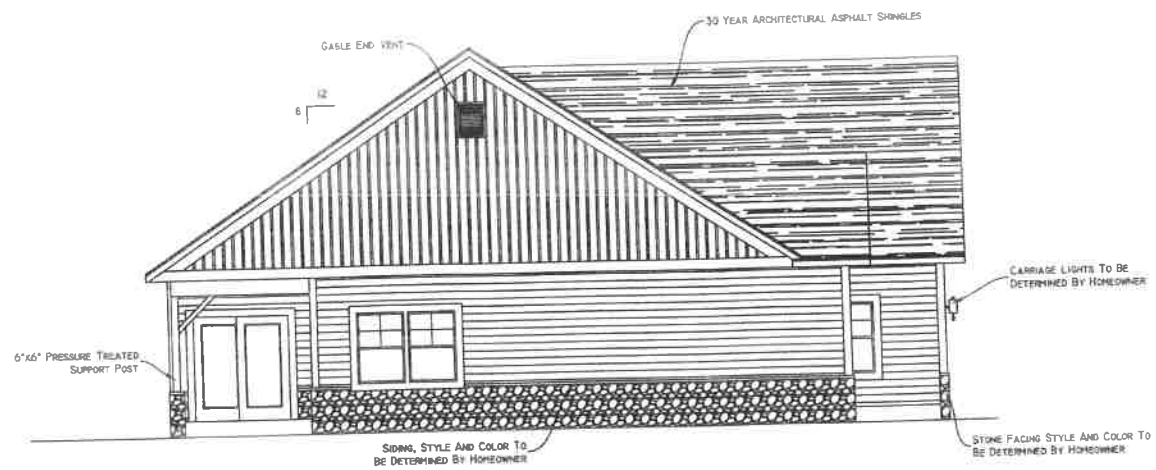 30 YEAR ARCHITECTURAL ASPHALT SHINGLES
GABLE END VENT
12
6
CARRIAGE LIGHTS TO BE
DETERMINED BY HOMEOWNER
6"X6" PRESSURE TREATED
SUPPORT POST
SIDING, STYLE AND COLOR TO
BE DETERMINED BY HOMEOWNER
STONE FACING STYLE AND COLOR TO
BE DETERMINED BY HOMEOWNER